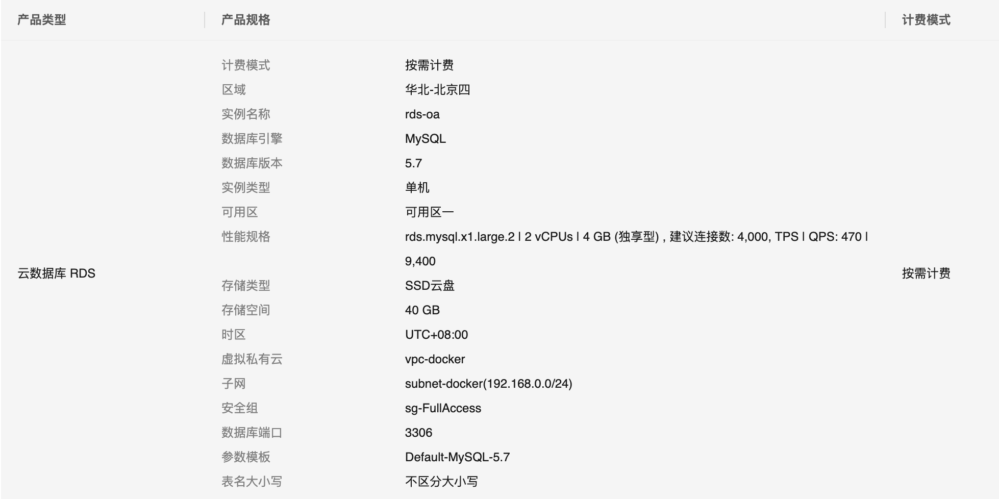 产品类型 产品规格 计费模式
计费模式 按需计费
区域 华北-北京四
实例名称 rds-oa
数据库引擎 MySQL
数据库版本 5.7
实例类型 单机
可用区 可用区一
性能规格 rds.mysql.x1.large.2 | 2 vCPUs | 4 GB (独享型) , 建议连接数: 4,000, TPS | QPS: 470 |
9,400
云数据库 RDS 按需计费
存储类型 SSD云盘
存储空间 40 GB
时区 UTC+08:00
虚拟私有云 vpc-docker
子网 subnet-docker(192.168.0.0/24)
安全组 sg-FullAccess
数据库端口 3306
参数模板 Default-MySQL-5.7
表名大小写 不区分大小写